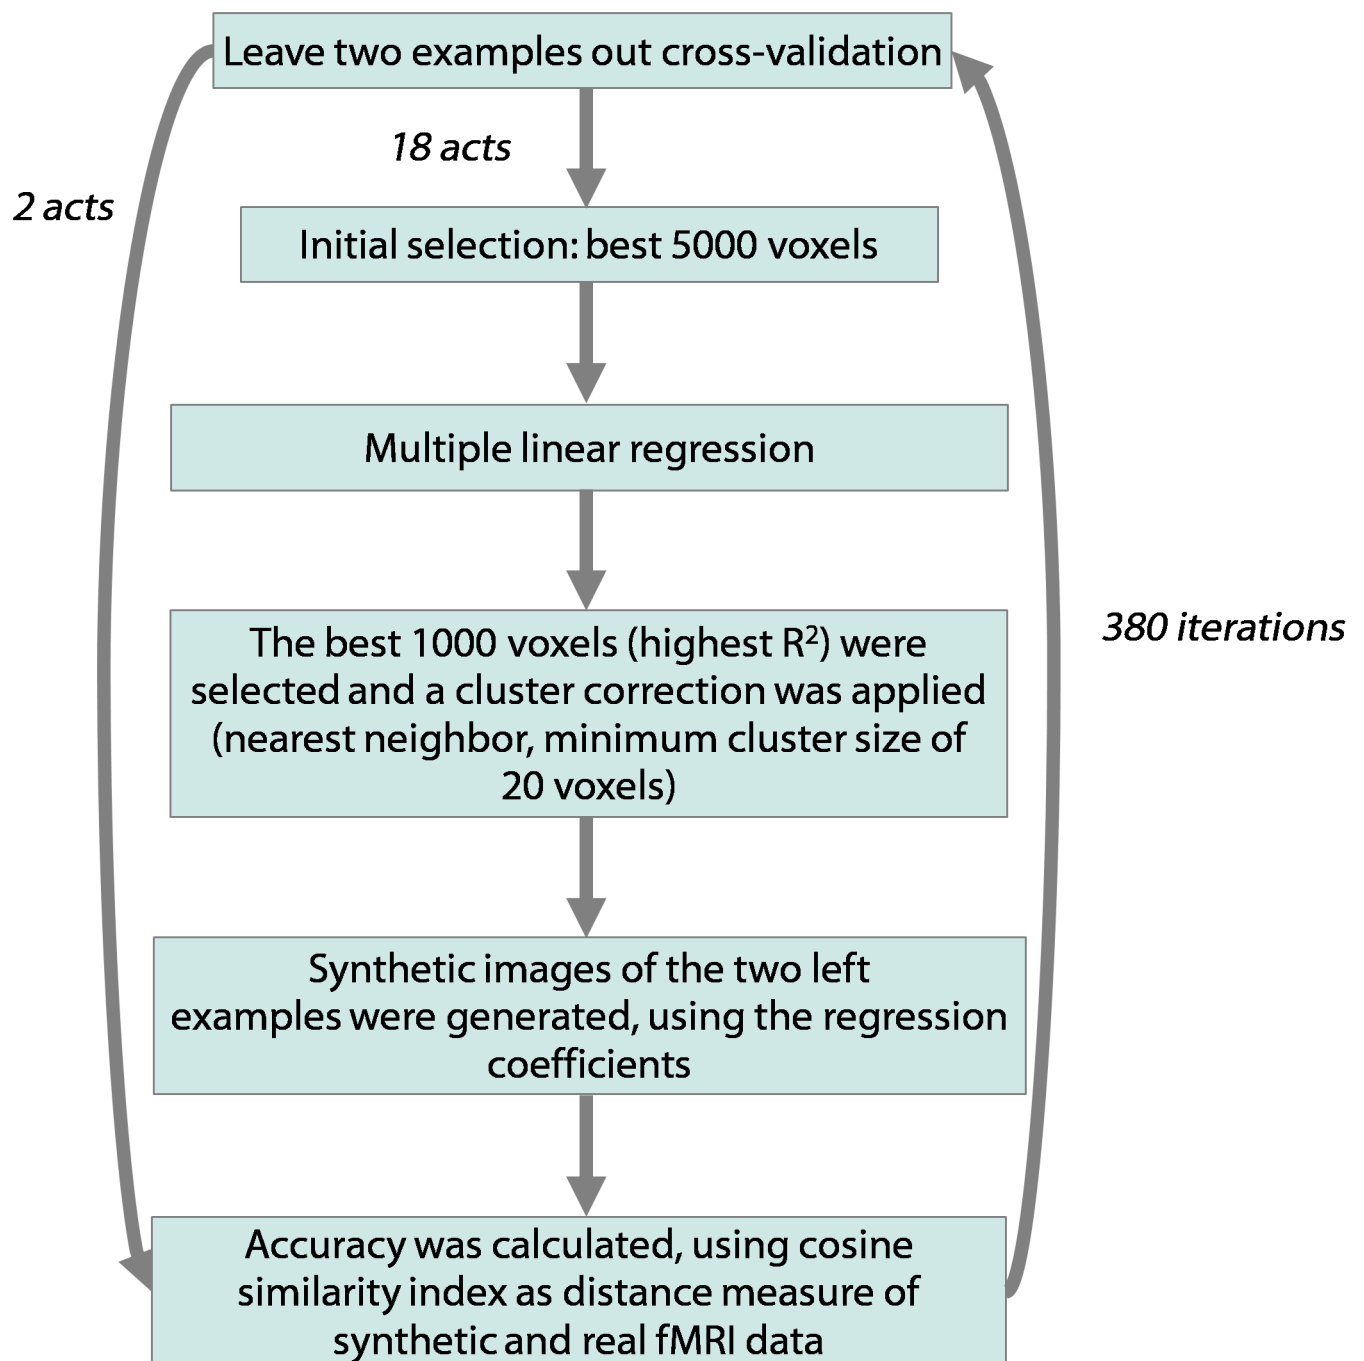 Leave two examples out cross-validation
18 acts
2 acts
Initial selection: best 5000 voxels
Multiple linear regression
The best 1000 voxels (highest R²) were
selected and a cluster correction was applied
(nearest neighbor, minimum cluster size of
20 voxels)
380 iterations
Synthetic images of the two left
examples were generated, using the regression
coefficients
Accuracy was calculated, using cosine
similarity index as distance measure of
synthetic and real fMRI data